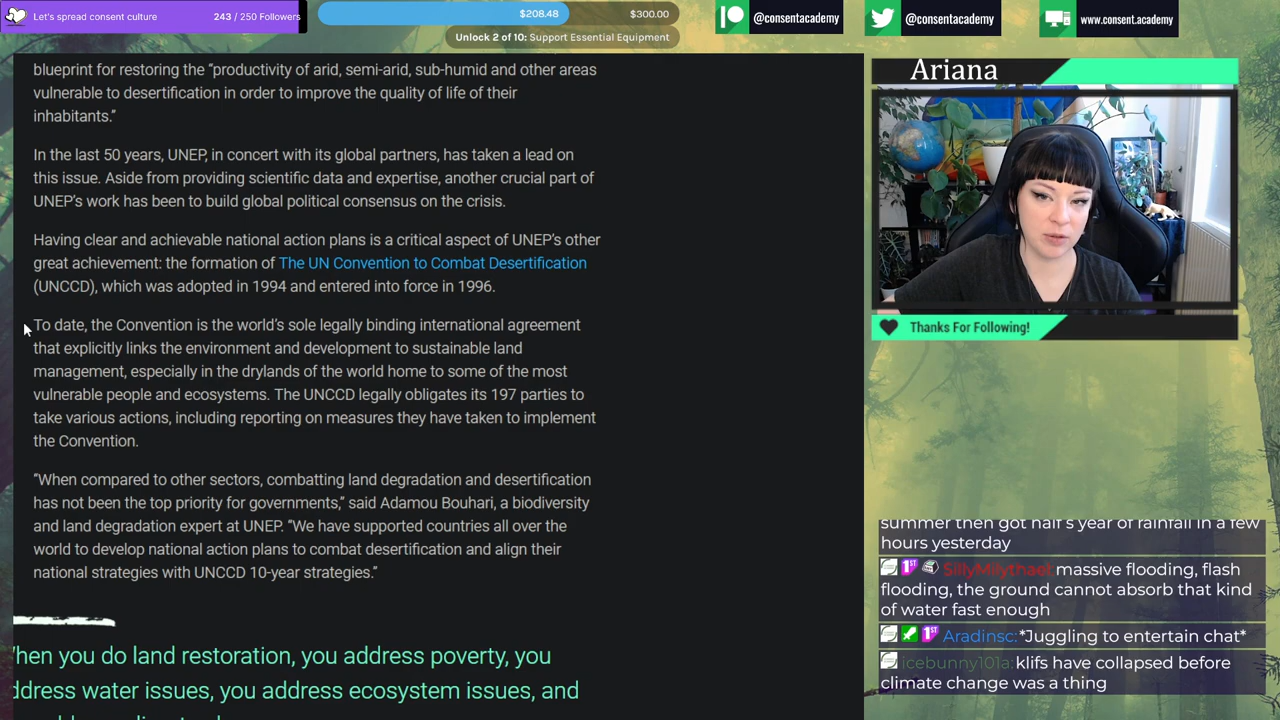 Let's spread consent culture
243 / 250 Followers
$208.48
$300.00
Unlock 2 of 10: Support Essential Equipment
@consentacademy
@consentacademy
www.consent.academy
blueprint for restoring the “productivity of arid, semi-arid, sub-humid and other areas
vulnerable to desertification in order to improve the quality of life of their
inhabitants.”
In the last 50 years, UNEP, in concert with its global partners, has taken a lead on
this issue. Aside from providing scientific data and expertise, another crucial part of
UNEP’s work has been to build global political consensus on the crisis.
Having clear and achievable national action plans is a critical aspect of UNEP’s other
great achievement: the formation of The UN Convention to Combat Desertification
(UNCCD), which was adopted in 1994 and entered into force in 1996.
To date, the Convention is the world’s sole legally binding international agreement
that explicitly links the environment and development to sustainable land
management, especially in the drylands of the world home to some of the most
vulnerable people and ecosystems. The UNCCD legally obligates its 197 parties to
take various actions, including reporting on measures they have taken to implement
the Convention.
“When compared to other sectors, combatting land degradation and desertification
has not been the top priority for governments,” said Adamou Bouhari, a biodiversity
and land degradation expert at UNEP. “We have supported countries all over the
world to develop national action plans to combat desertification and align their
national strategies with UNCCD 10-year strategies.”
hen you do land restoration, you address poverty, you
ddress water issues, you address ecosystem issues, and
Ariana
Thanks For Following!
summer then got half's year of rainfall in a few
hours yesterday
SillyMilythael: massive flooding, flash
flooding, the ground cannot absorb that kind
of water fast enough
Aradinsc: *Juggling to entertain chat*
icebunny101a: klifs have collapsed before
climate change was a thing